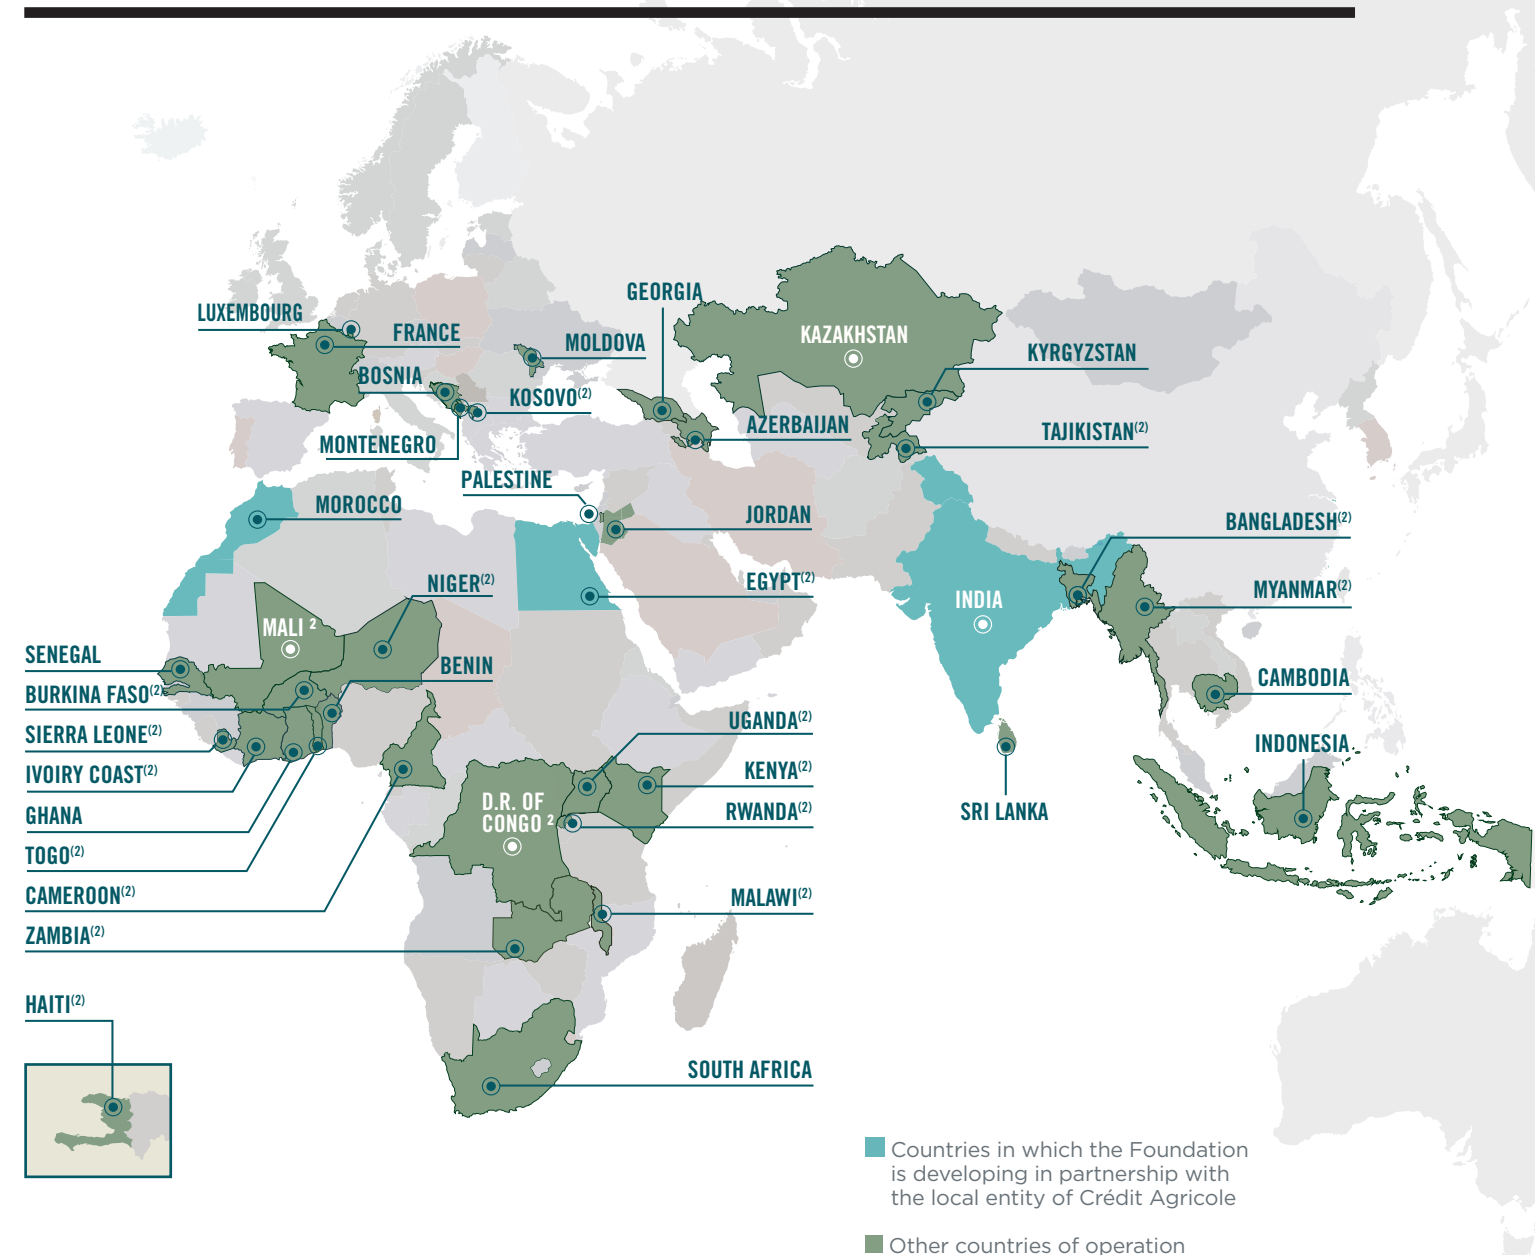 GEORGIA
LUXEMBOURG
FRANCE
KAZAKHSTAN
MOLDOVA
KYRGYZSTAN
BOSNIA
KOSOVO(2)
AZERBAIJAN
TAJIKISTAN(2)
MONTENEGRO
PALESTINE
MOROCCO
JORDAN
BANGLADESH(2)
NIGER(2)
EGYPT(2)
MYANMAR(2)
INDIA
MALI 2
SENEGAL
BENIN
CAMBODIA
BURKINA FASO(2)
UGANDA(2)
SIERRA LEONE(2)
INDONESIA
IVOIRY COAST(2)
KENYA(2)
D.R. OF
CONGO 2
RWANDA(2)
SRI LANKA
GHANA
TOGO(2)
CAMEROON(2)
MALAWI(2)
ZAMBIA(2)
HAITI(2)
SOUTH AFRICA
Countries in which the Foundation
is developing in partnership with
the local entity of Crédit Agricole
Other countries of operation